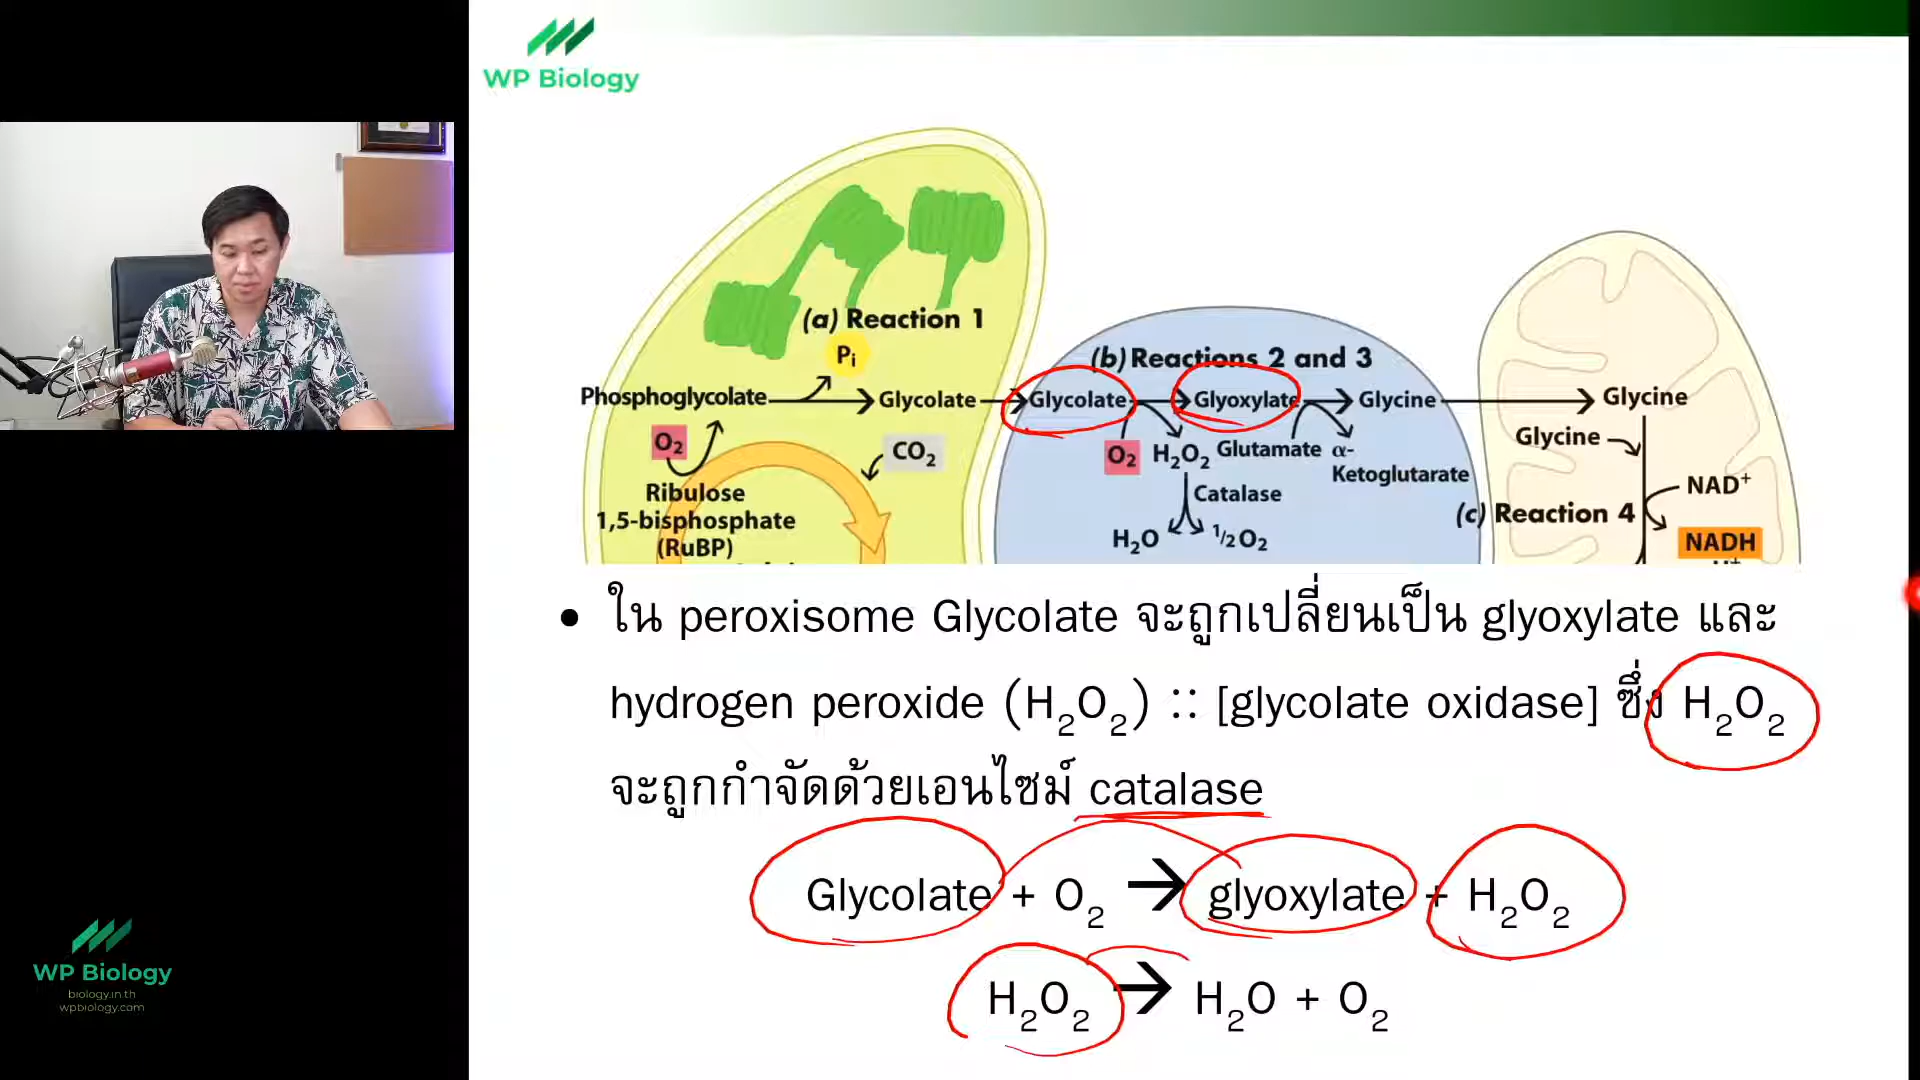 WP Biology
(a) Reaction 1
Pi
(b) Reactions 2 and 3
Phosphoglycolate
Glycolate
Glycolate
Glyoxylate
Glycine
Glycine
O2
CO2
O2
H2O2
Glutamate
α-
Ketoglutarate
Glycine
NAD+
Ribulose
1,5-bisphosphate
(RuBP)
Catalase
H2O
1/2O2
(c) Reaction 4
NADH
• ใน peroxisome Glycolate จะถูกเปลี่ยนเป็น glyoxylate และ
hydrogen peroxide (H2O2) :: [glycolate oxidase] ซึ่ง H2O2
จะถูกกำจัดด้วยเอนไซม์ catalase
Glycolate + O2 → glyoxylate + H2O2
H2O2 → H2O + O2
WP Biology
biology.in.th
wpbiology.com